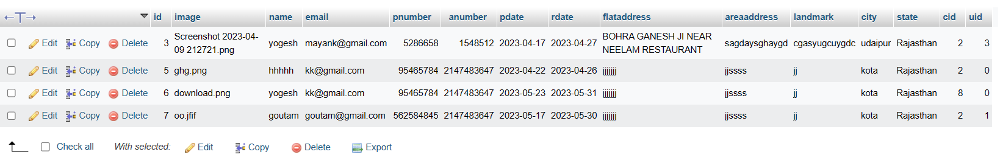 id image name email pnumber anumber pdate rdate flataddress areaaddress landmark city state cid uid
Edit Copy Delete 3 Screenshot 2023-04-09 212721.png yogesh mayank@gmail.com 5286658 1548512 2023-04-17 2023-04-27 BOHRA GANESH JI NEAR NEELAM RESTAURANT sagdaysghaygd cgasyugcuygdc udaipur Rajasthan 2 3
Edit Copy Delete 5 ghg.png hhhhh kk@gmail.com 95465784 2147483647 2023-04-22 2023-04-26 jjjjjjj jjssss jj kota Rajasthan 2 0
Edit Copy Delete 6 download.png yogesh kk@gmail.com 95465784 2147483647 2023-05-23 2023-05-31 jjjjjjj jjssss jj kota Rajasthan 8 0
Edit Copy Delete 7 oo.jfif goutam goutam@gmail.com 562584845 2147483647 2023-05-17 2023-05-30 jjjjjjj jjssss jj kota Rajasthan 2 1
Check all With selected: Edit Copy Delete Export